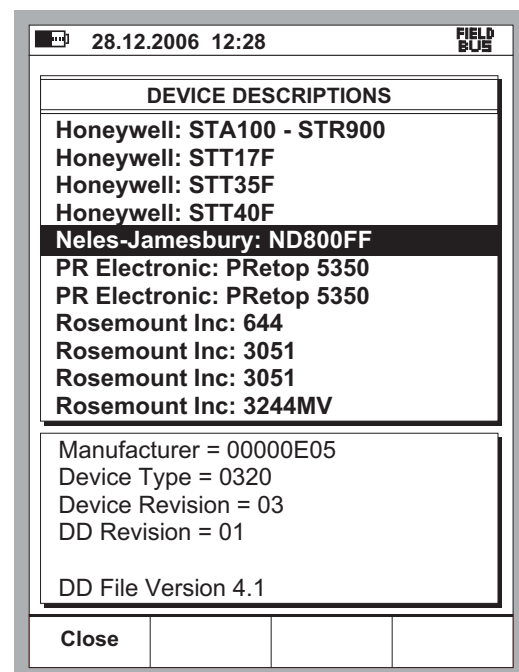 28.12.2006 12:28 FIELD BUS
DEVICE DESCRIPTIONS
Honeywell: STA100 - STR900
Honeywell: STT17F
Honeywell: STT35F
Honeywell: STT40F
Neles-Jamesbury: ND800FF
PR Electronic: PRetop 5350
PR Electronic: PRetop 5350
Rosemount Inc: 644
Rosemount Inc: 3051
Rosemount Inc: 3051
Rosemount Inc: 3244MV
Manufacturer = 00000E05
Device Type = 0320
Device Revision = 03
DD Revision = 01
DD File Version 4.1
Close